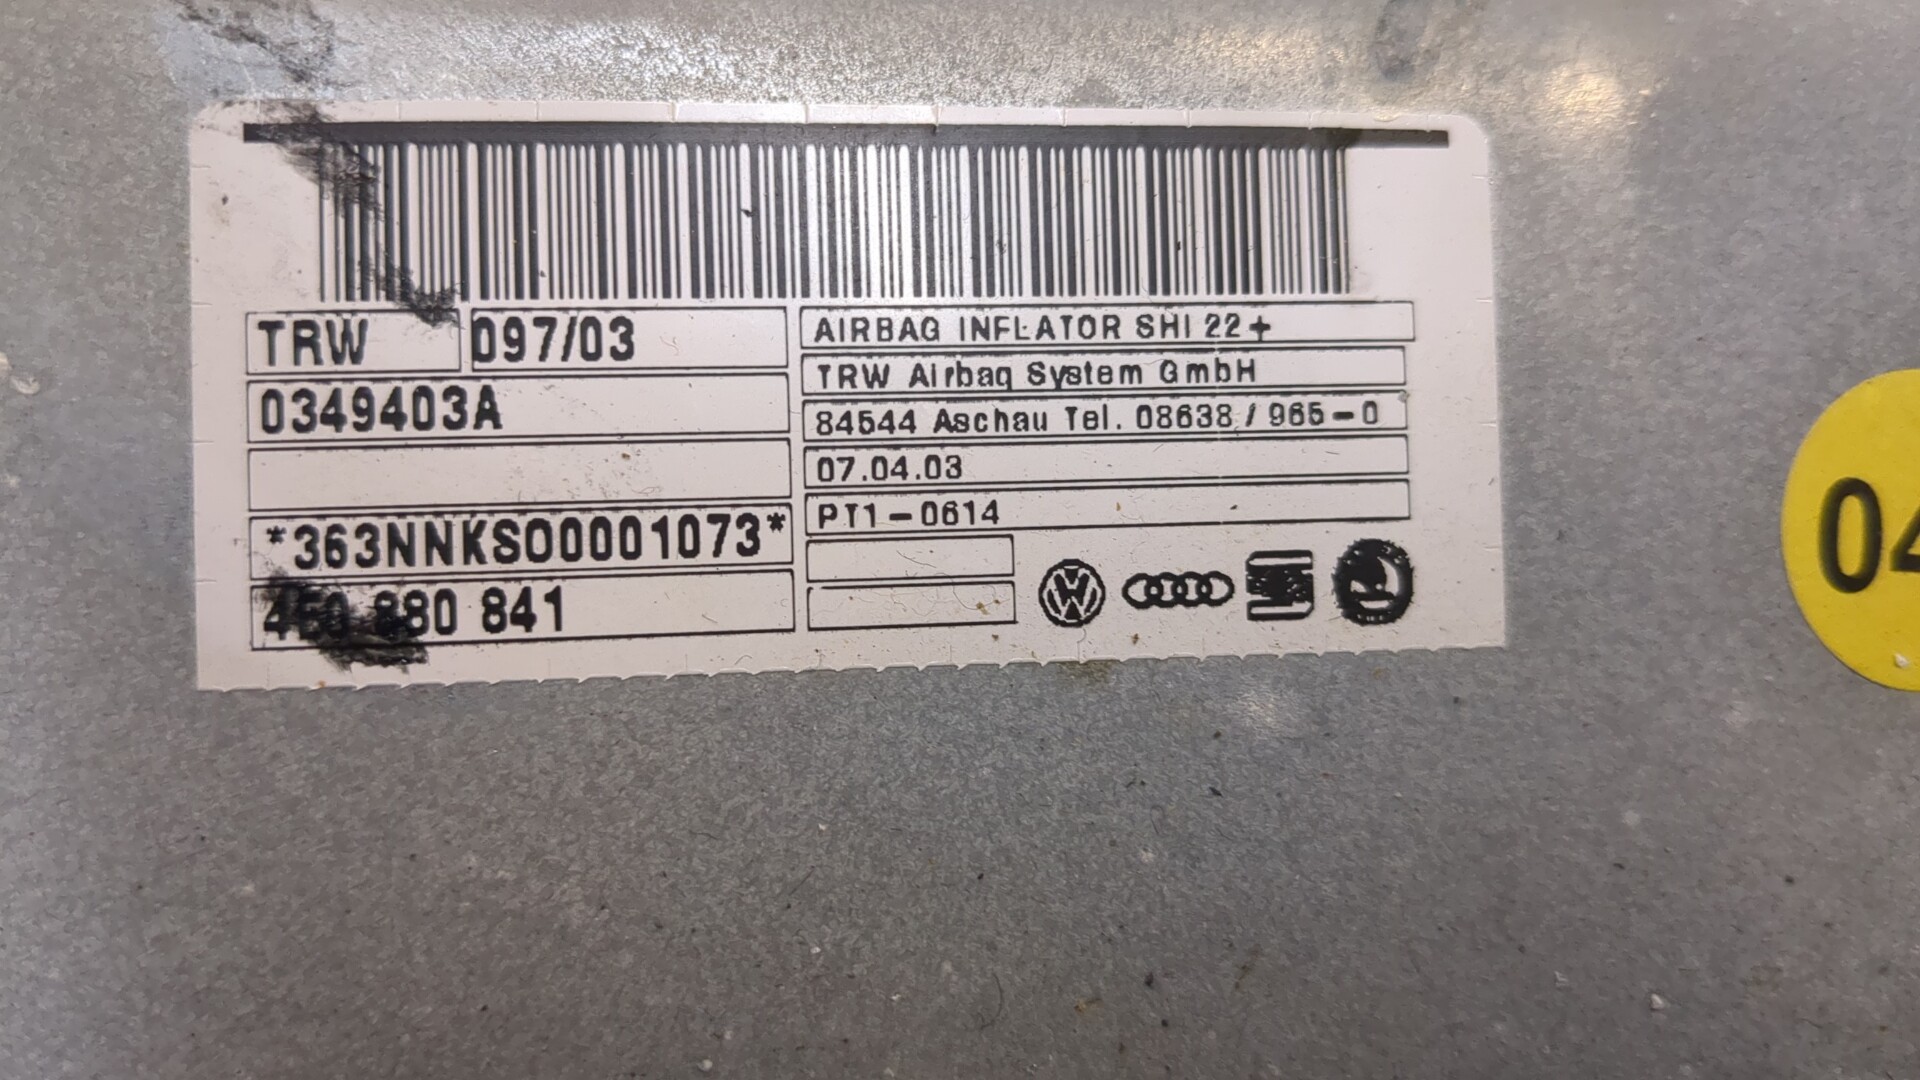 TRW 097/03
0349403A
*363NNKS00001073*
4E0 880 841
AIRBAG INFLATOR SHI 22+
TRW Airbag System GmbH
84544 Aschau Tel. 08638 / 965-0
07.04.03
PT1-0614
04